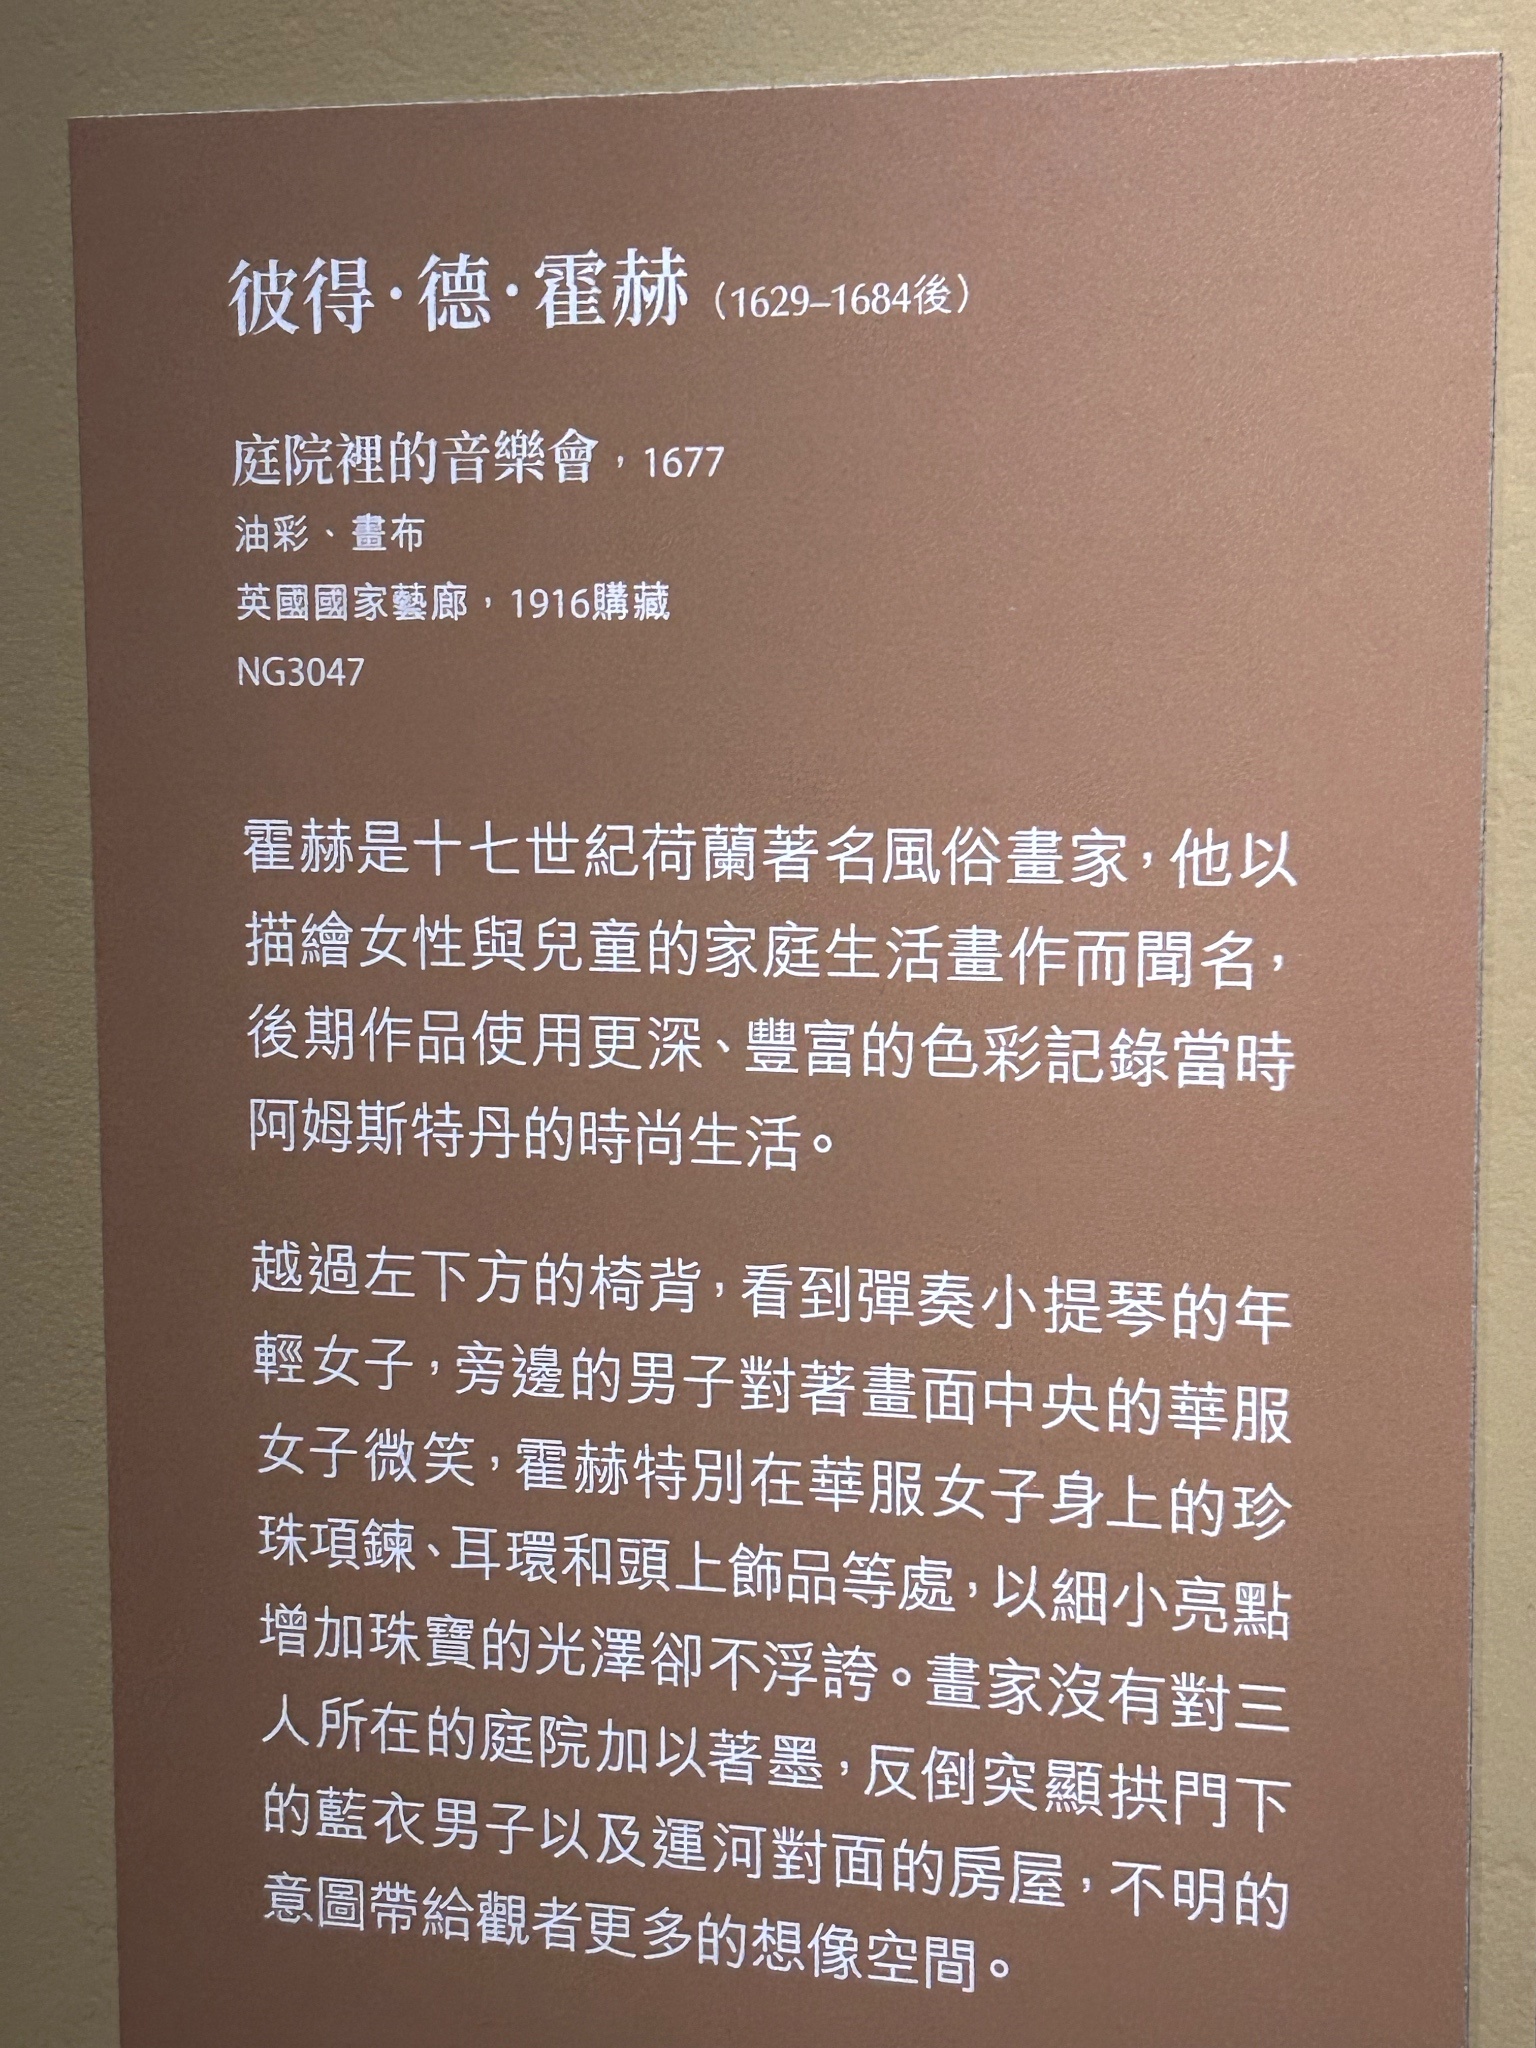 彼得·德·霍赫（1629–1684後）
庭院裡的音樂會，1677
油彩、畫布
英國國家藝廊，1916購藏
NG3047
霍赫是十七世紀荷蘭著名風俗畫家，他以
描繪女性與兒童的家庭生活畫作而聞名，
後期作品使用更深、豐富的色彩記錄當時
阿姆斯特丹的時尚生活。
越過左下方的椅背，看到彈奏小提琴的年
輕女子，旁邊的男子對著畫面中央的華服
女子微笑，霍赫特別在華服女子身上的珍
珠項鍊、耳環和頭上飾品等處，以細小亮點
增加珠寶的光澤卻不浮誇。畫家沒有對三
人所在的庭院加以著墨，反倒突顯拱門下
的藍衣男子以及運河對面的房屋，不明的
意圖帶給觀者更多的想像空間。